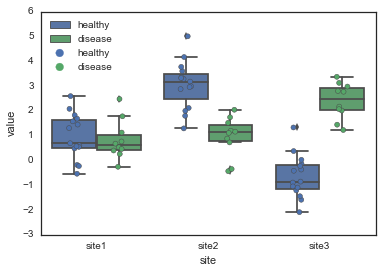 6
5
4
3
2
1
0
−1
−2
−3
value
healthy
disease
healthy
disease
site1 site2 site3
site